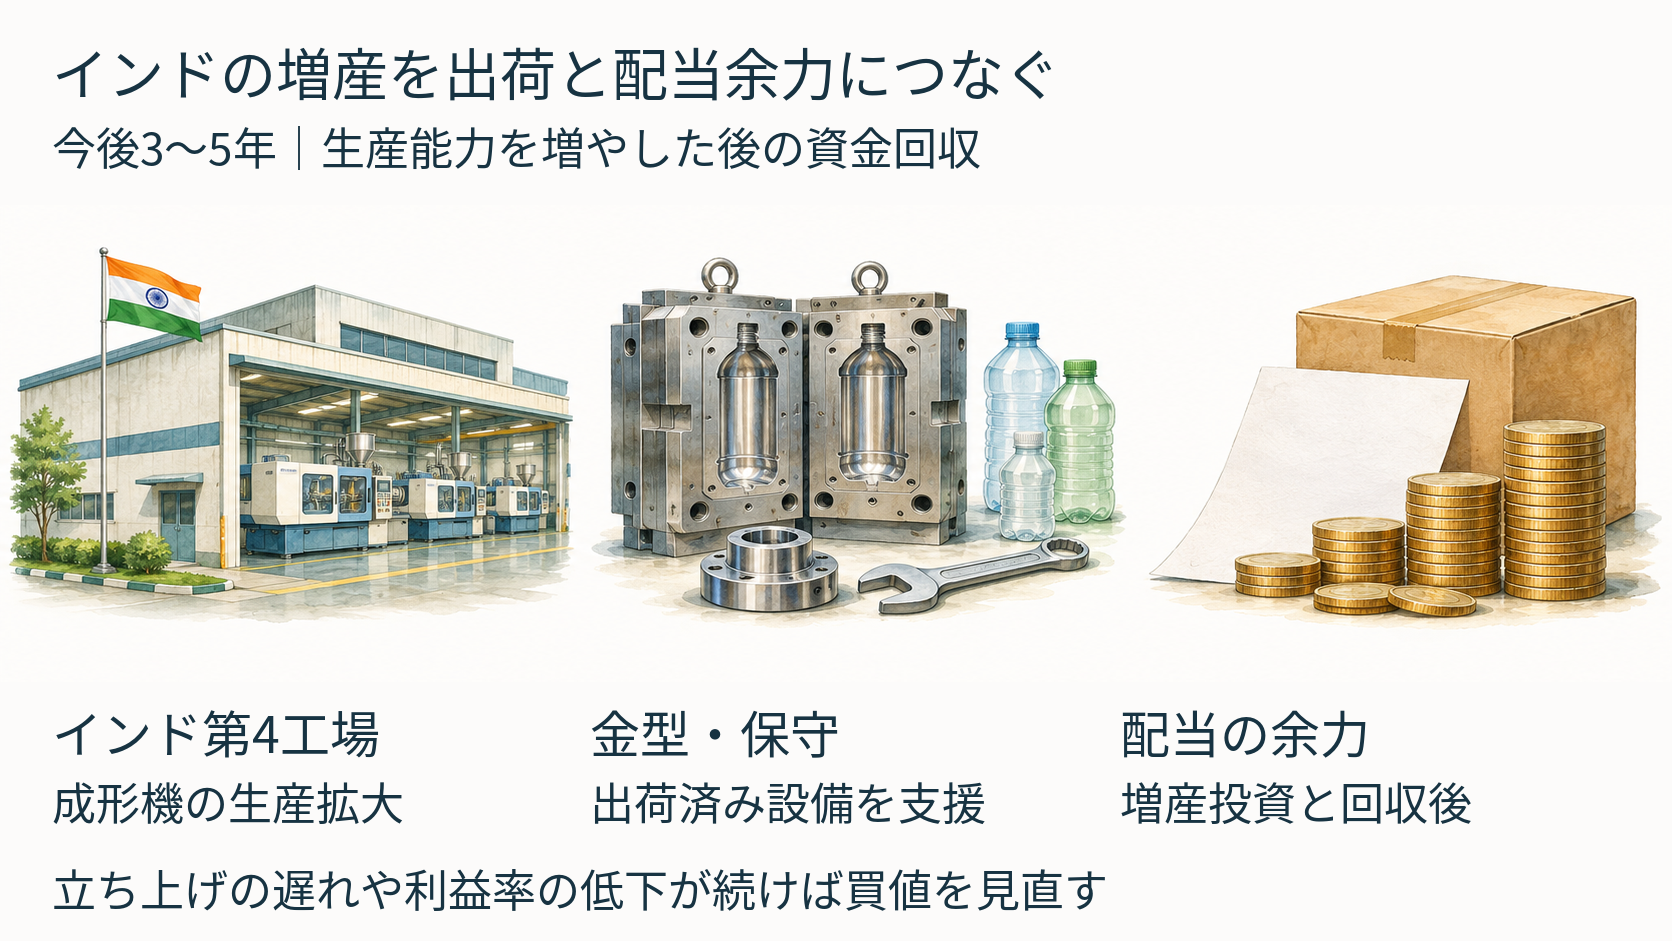 インドの増産を出荷と配当余力につなぐ
今後3〜5年｜生産能力を増やした後の資金回収
インド第4工場
成形機の生産拡大
金型・保守
出荷済み設備を支援
配当の余力
増産投資と回収後
立ち上げの遅れや利益率の低下が続けば買値を見直す